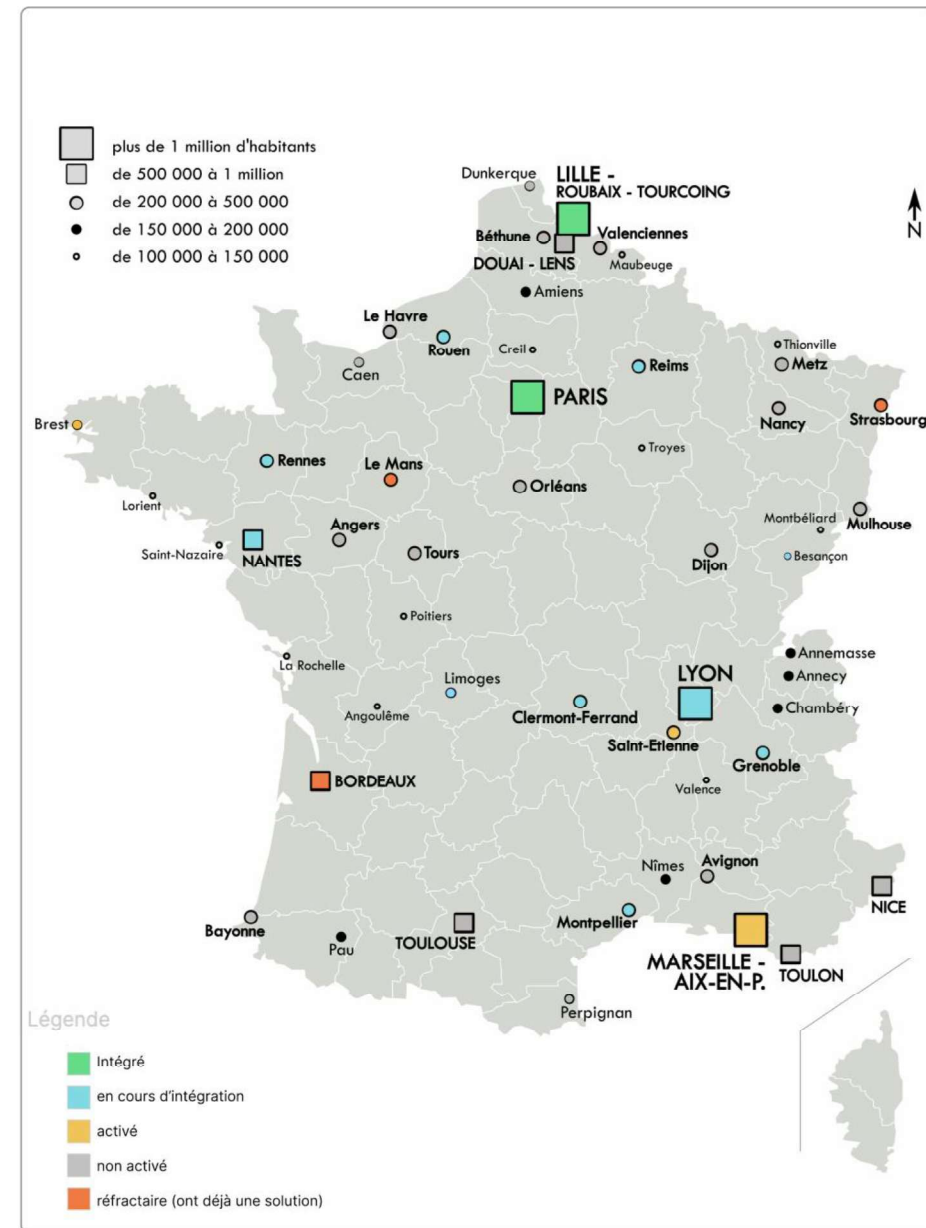 plus de 1 million d'habitants
de 500 000 à 1 million
de 200 000 à 500 000
de 150 000 à 200 000
de 100 000 à 150 000
N
Dunkerque
LILLE -
ROUBAIX - TOURCOING
Béthune
Valenciennes
DOUAI - LENS
Maubeuge
Amiens
Le Havre
Rouen
Creil
Thionville
Reims
Metz
Caen
PARIS
Brest
Nancy
Strasbourg
Troyes
Rennes
Le Mans
Orléans
Lorient
Angers
Montbéliard
Mulhouse
Saint-Nazaire
NANTES
Tours
Dijon
Besançon
Poitiers
La Rochelle
Annemasse
Limoges
LYON
Annecy
Angoulême
Clermont-Ferrand
Chambéry
Saint-Etienne
Grenoble
BORDEAUX
Valence
Nîmes
Avignon
NICE
Bayonne
Pau
TOULOUSE
Montpellier
MARSEILLE -
AIX-EN-P.
TOULON
Perpignan
Légende
Intégré
en cours d'intégration
activé
non activé
réfractaire (ont déjà une solution)